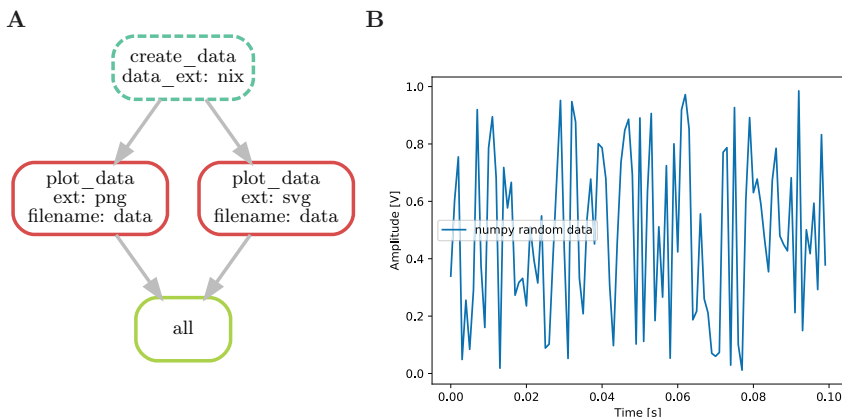 A
create_data
data_ext: nix
plot_data
ext: png
filename: data
plot_data
ext: svg
filename: data
all
B
1.0
0.8
0.6
0.4
0.2
0.0
Amplitude [V]
numpy random data
0.00
0.02
0.04
0.06
0.08
0.10
Time [s]